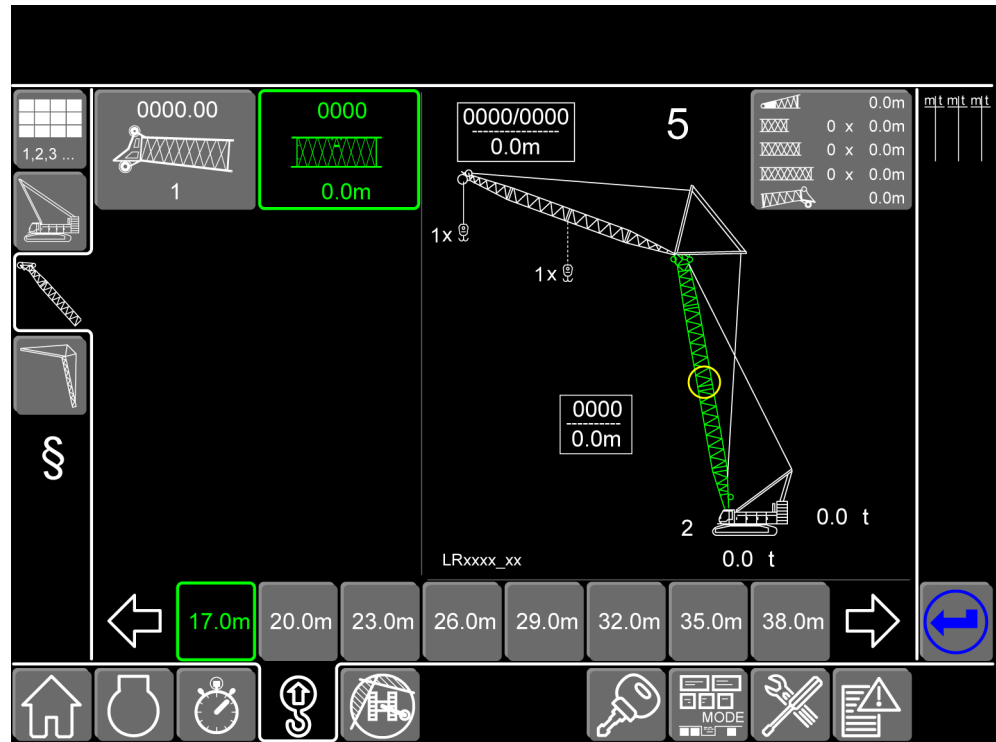 1,2,3 ...
0000.00
1
0000
0.0m
0000/0000
0.0m
5
0.0m
0 x 0.0m
0 x 0.0m
0 x 0.0m
0.0m
m t m t m t
1x
1x
0000
0.0m
§
2
0.0 t
0.0 t
LRxxxx_xx
17.0m 20.0m 23.0m 26.0m 29.0m 32.0m 35.0m 38.0m
MODE